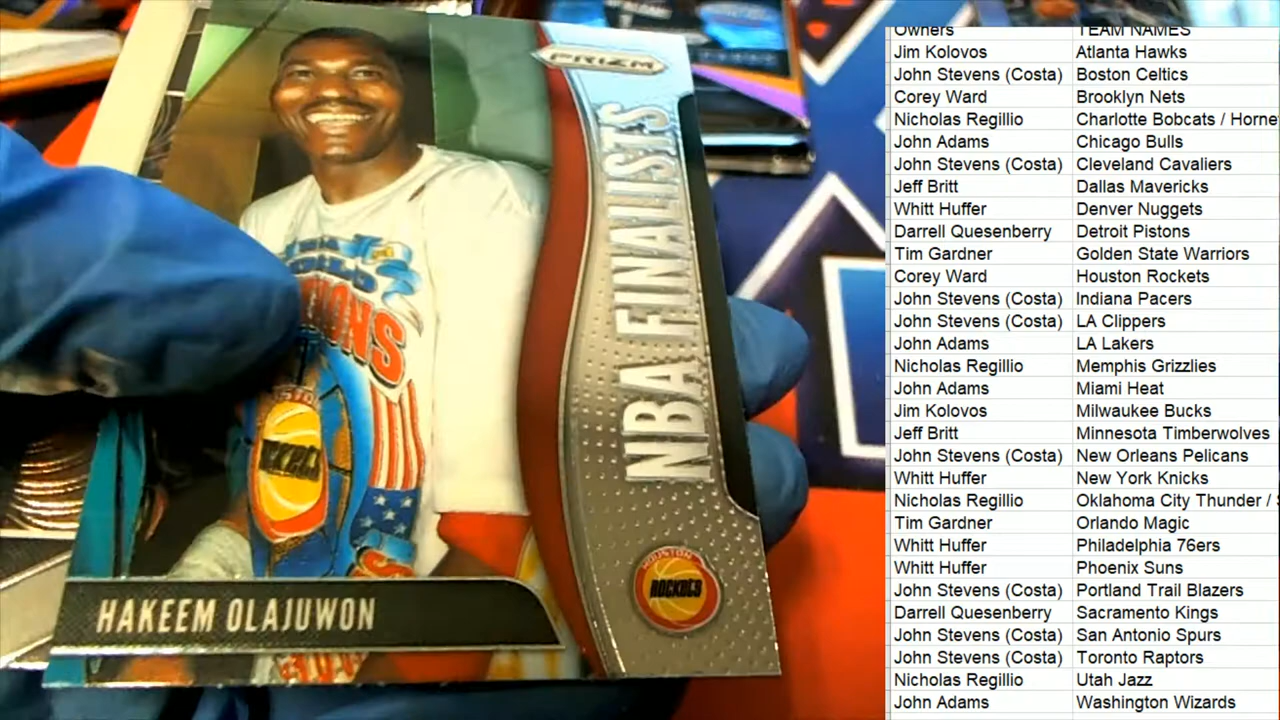 PRIZM
NBA FINALISTS
HOUSTON
ROCKETS
HAKEEM OLAJUWON
Owners TEAM NAMES
Jim Kolovos Atlanta Hawks
John Stevens (Costa) Boston Celtics
Corey Ward Brooklyn Nets
Nicholas Regillio Charlotte Bobcats / Horne
John Adams Chicago Bulls
John Stevens (Costa) Cleveland Cavaliers
Jeff Britt Dallas Mavericks
Whitt Huffer Denver Nuggets
Darrell Quesenberry Detroit Pistons
Tim Gardner Golden State Warriors
Corey Ward Houston Rockets
John Stevens (Costa) Indiana Pacers
John Stevens (Costa) LA Clippers
John Adams LA Lakers
Nicholas Regillio Memphis Grizzlies
John Adams Miami Heat
Jim Kolovos Milwaukee Bucks
Jeff Britt Minnesota Timberwolves
John Stevens (Costa) New Orleans Pelicans
Whitt Huffer New York Knicks
Nicholas Regillio Oklahoma City Thunder /
Tim Gardner Orlando Magic
Whitt Huffer Philadelphia 76ers
Whitt Huffer Phoenix Suns
John Stevens (Costa) Portland Trail Blazers
Darrell Quesenberry Sacramento Kings
John Stevens (Costa) San Antonio Spurs
John Stevens (Costa) Toronto Raptors
Nicholas Regillio Utah Jazz
John Adams Washington Wizards